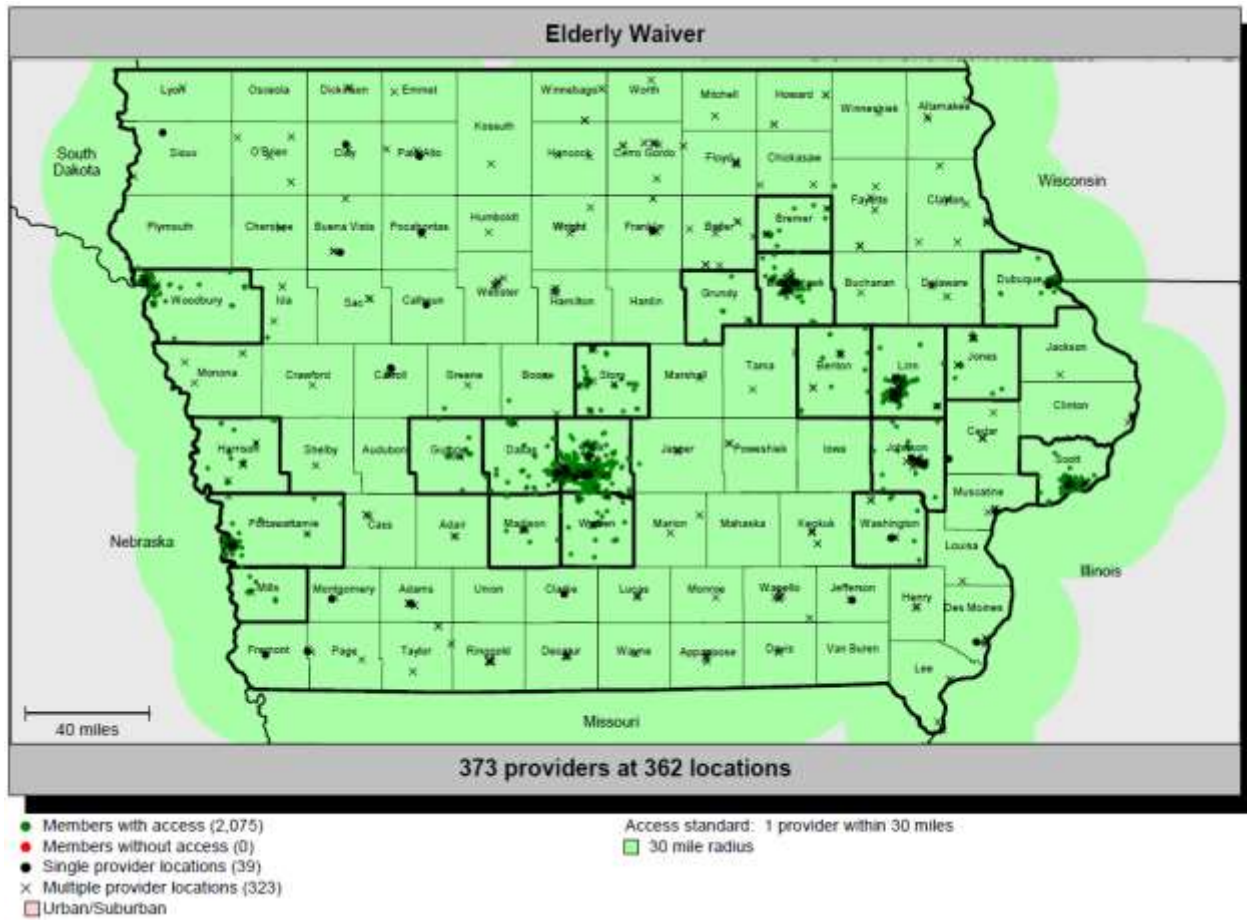 Elderly Waiver
Lyon Osceola Dickinson Emmet Winnebago Worth Mitchell Howard Winneshiek Allamakee
Kossuth
South
Dakota
Sioux O'Brien Clay Palo Alto Hancock Cerro Gordo Floyd Chickasaw
Wisconsin
Fayette Clayton
Plymouth Cherokee Buena Vista Pocahontas Humboldt Wright Franklin Butler Bremer
Woodbury Ida Sac Calhoun Webster Hamilton Hardin Grundy Buchanan Delaware Dubuque
Monona Crawford Carroll Greene Boone Story Marshall Tama Benton Linn Jones Jackson
Clinton
Harrison Shelby Audubon Guthrie Dallas Jasper Poweshiek Iowa Johnson Cedar Scott
Muscatine
Nebraska
Pottawattamie Cass Adair Madison Warren Marion Mahaska Keokuk Washington
Louisa
Illinois
Mills Montgomery Adams Union Clarke Lucas Monroe Wapello Jefferson Henry Des Moines
Fremont Page Taylor Ringgold Decatur Wayne Appanoose Davis Van Buren Lee
40 miles
Missouri
373 providers at 362 locations
Members with access (2,075)
Members without access (0)
Single provider locations (39)
Multiple provider locations (323)
Urban/Suburban
Access standard: 1 provider within 30 miles
30 mile radius